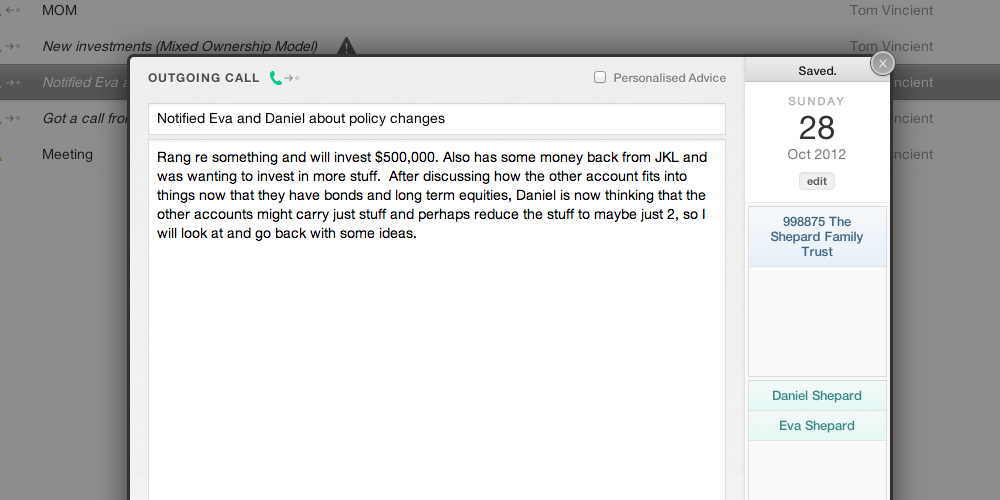 MOM
Tom Vincient
New investments (Mixed Ownership Model)
Tom Vincient
Notified Eva a
ncient
Got a call fro
ncient
Meeting
ncient
OUTGOING CALL
Personalised Advice
Notified Eva and Daniel about policy changes
Rang re something and will invest $500,000. Also has some money back from JKL and
was wanting to invest in more stuff.  After discussing how the other account fits into
things now that they have bonds and long term equities, Daniel is now thinking that the
other accounts might carry just stuff and perhaps reduce the stuff to maybe just 2, so I
will look at and go back with some ideas.
Saved.
SUNDAY
28
Oct 2012
edit
998875 The
Shepard Family
Trust
Daniel Shepard
Eva Shepard